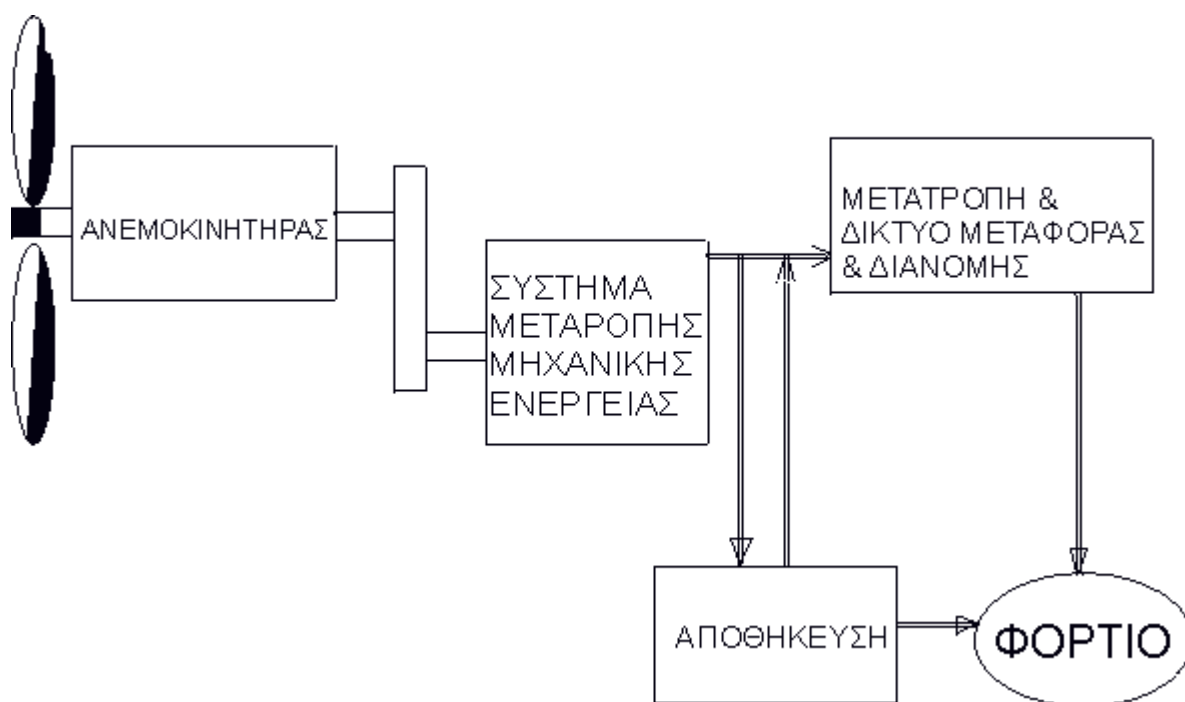 ΑΝΕΜΟΚΙΝΗΤΗΡΑΣ
ΣΥΣΤΗΜΑ
ΜΕΤΑΡΟΠΗΣ
ΜΗΧΑΝΙΚΗΣ
ΕΝΕΡΓΕΙΑΣ
ΜΕΤΑΤΡΟΠΗ &
ΔΙΚΤΥΟ ΜΕΤΑΦΟΡΑΣ
& ΔΙΑΝΟΜΗΣ
ΑΠΟΘΗΚΕΥΣΗ
ΦΟΡΤΙΟ